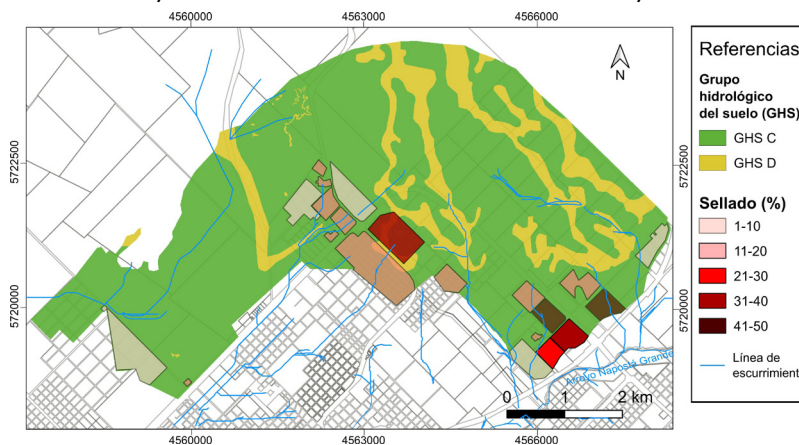 4560000
4563000
4566000
5722500
5720000
5722500
5720000
N
Arroyo Napostá Grande
0 1 2 km
4560000
4563000
4566000
Referencias
Grupo
hidrológico
del suelo (GHS)
GHS C
GHS D
Sellado (%)
1-10
11-20
21-30
31-40
41-50
Línea de
escurrimient